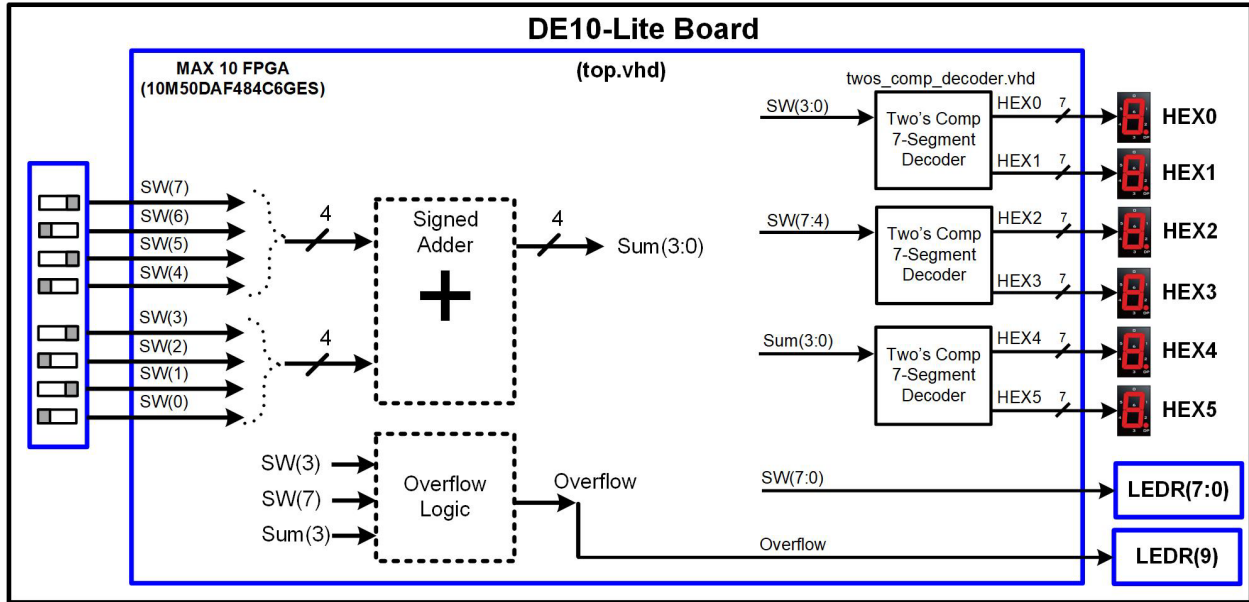 DE10-Lite Board
MAX 10 FPGA
(10M50DAF484C6GES)
(top.vhd)
twos_comp_decoder.vhd
SW(7)
SW(6)
SW(5)
SW(4)
SW(3)
SW(2)
SW(1)
SW(0)
4
4
Signed
Adder
+
4
Sum(3:0)
SW(3)
SW(7)
Sum(3)
Overflow
Logic
Overflow
SW(3:0)
Two's Comp
7-Segment
Decoder
HEX0
7
HEX0
HEX1
7
HEX1
SW(7:4)
Two's Comp
7-Segment
Decoder
HEX2
7
HEX2
HEX3
7
HEX3
Sum(3:0)
Two's Comp
7-Segment
Decoder
HEX4
7
HEX4
HEX5
7
HEX5
SW(7:0)
LEDR(7:0)
Overflow
LEDR(9)